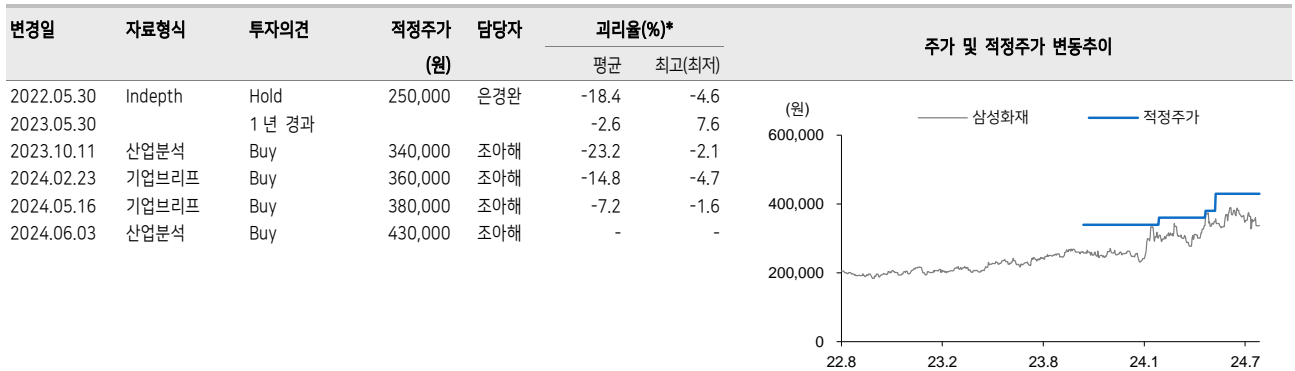 변경일 자료형식 투자의견 적정주가 담당자 괴리율(%)* 주가 및 적정주가 변동추이
(원) 평균 최고(최저)
2022.05.30 Indepth Hold 250,000 은경완 -18.4 -4.6
2023.05.30 1년 경과 -2.6 7.6
2023.10.11 산업분석 Buy 340,000 조아해 -23.2 -2.1
2024.02.23 기업브리프 Buy 360,000 조아해 -14.8 -4.7
2024.05.16 기업브리프 Buy 380,000 조아해 -7.2 -1.6
2024.06.03 산업분석 Buy 430,000 조아해 - -
(원) 삼성화재 적정주가
600,000
400,000
200,000
0
22.8 23.2 23.8 24.1 24.7